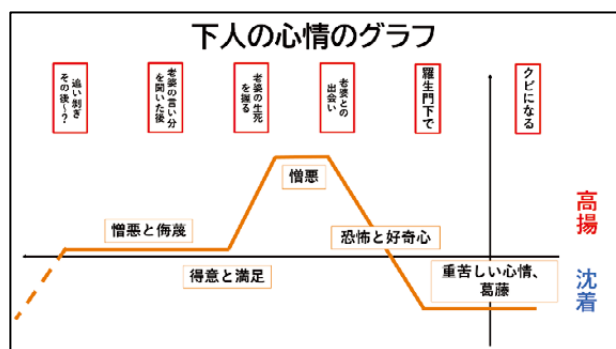 下人の心情のグラフ
クビになる
羅生門下で
老婆との
出会い
老婆の生死
を握る
老婆の言い分
を聞いた後
追い剝ぎ
その後〜?
憎悪
憎悪と侮蔑
恐怖と好奇心
得意と満足
重苦しい心情、
葛藤
高揚
沈着